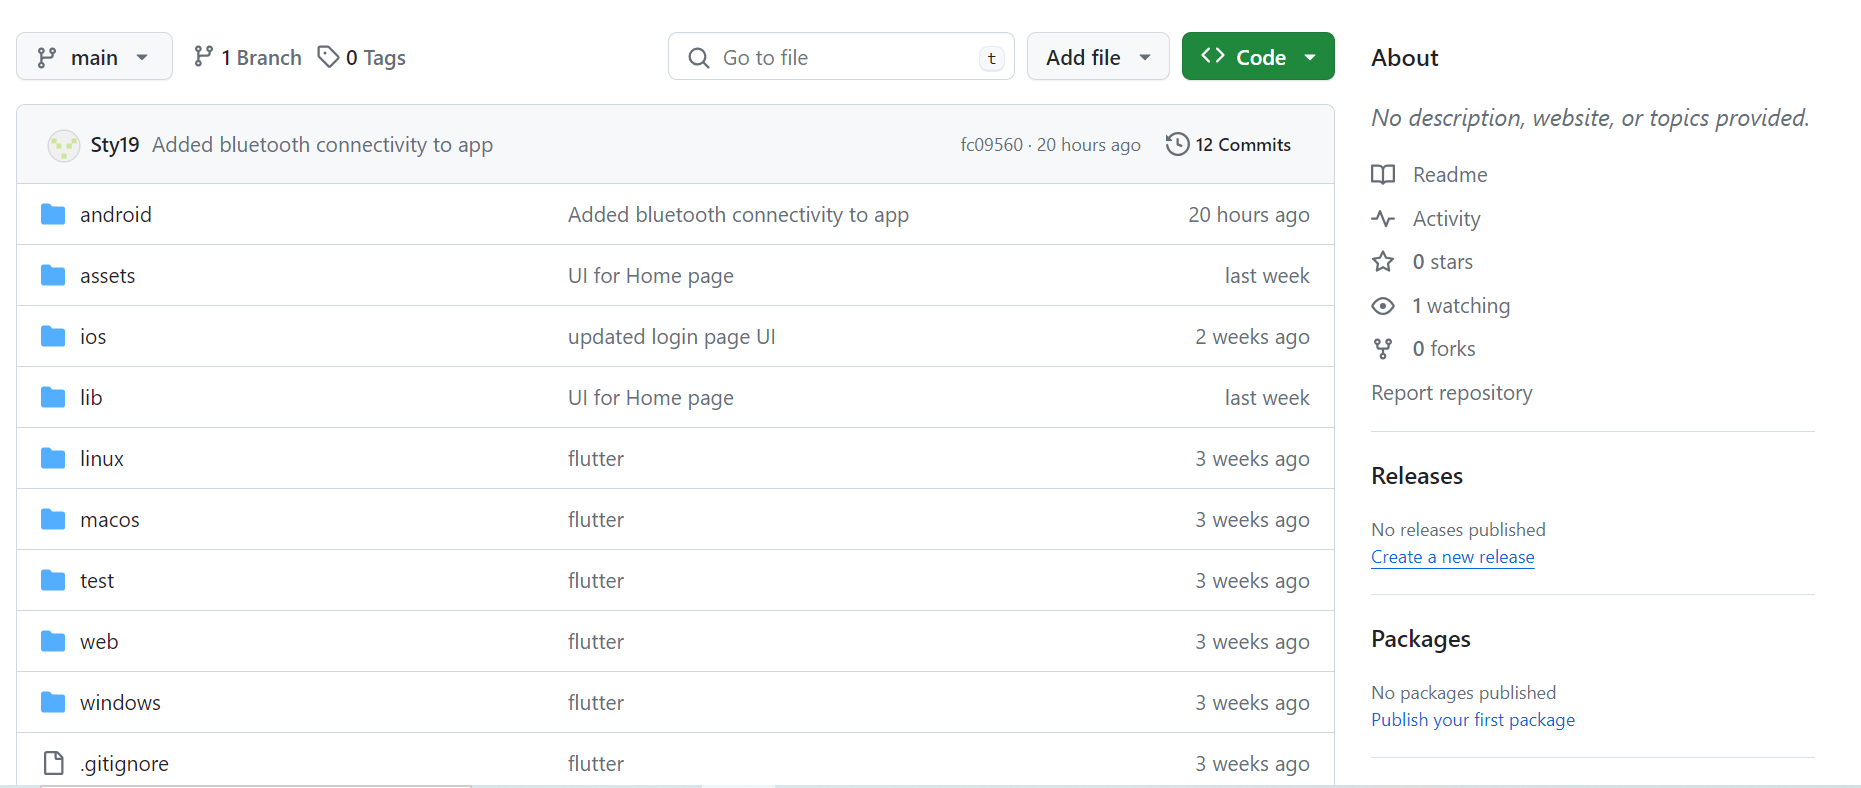 main
1 Branch
0 Tags
Go to file
t
Add file
Code
Sty19 Added bluetooth connectivity to app
fc09560 · 20 hours ago
12 Commits
android Added bluetooth connectivity to app 20 hours ago
assets UI for Home page last week
ios updated login page UI 2 weeks ago
lib UI for Home page last week
linux flutter 3 weeks ago
macos flutter 3 weeks ago
test flutter 3 weeks ago
web flutter 3 weeks ago
windows flutter 3 weeks ago
.gitignore flutter 3 weeks ago
About
No description, website, or topics provided.
Readme
Activity
0 stars
1 watching
0 forks
Report repository
Releases
No releases published
Create a new release
Packages
No packages published
Publish your first package